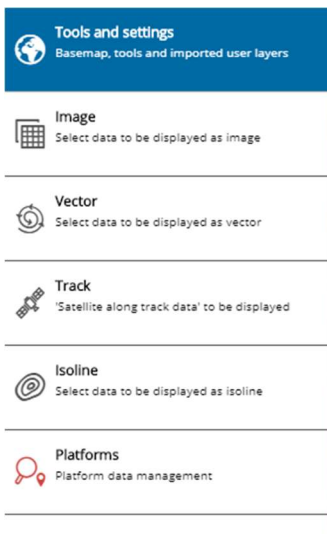 Tools and settings
Basemap, tools and imported user layers
Image
Select data to be displayed as image
Vector
Select data to be displayed as vector
Track
'Satellite along track data' to be displayed
Isoline
Select data to be displayed as isoline
Platforms
Platform data management